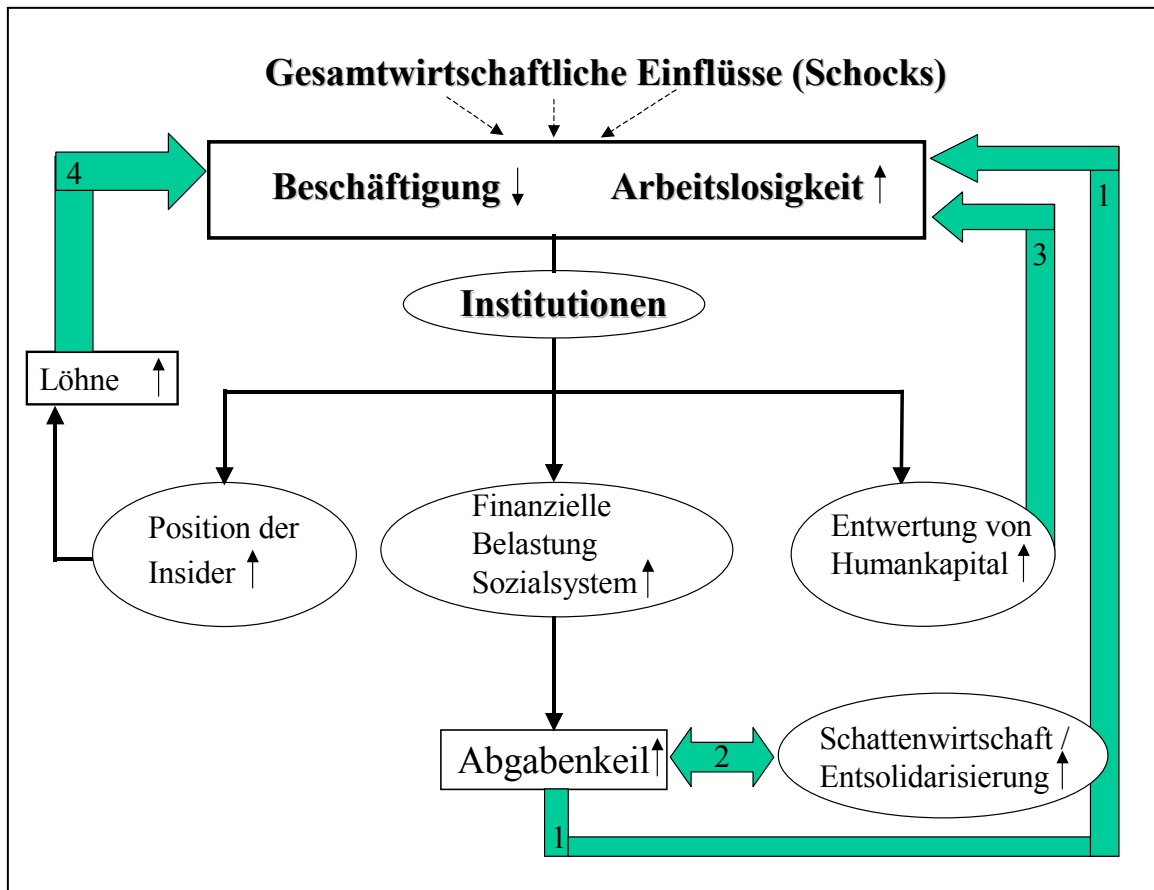 Gesamtwirtschaftliche Einflüsse (Schocks)
4
Beschäftigung ↓ Arbeitslosigkeit ↑
1
3
Institutionen
Löhne ↑
Position der
Insider ↑
Finanzielle
Belastung
Sozialsystem ↑
Entwertung von
Humankapital ↑
Abgabenkeil ↑
2
Schattenwirtschaft /
Entsolidarisierung ↑
1